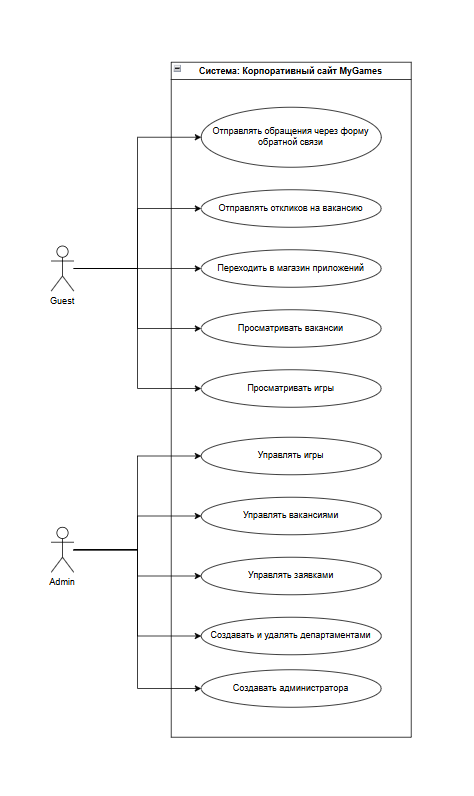 Система: Корпоративный сайт MyGames
Отправлять обращения через форму
обратной связи
Отправлять откликов на вакансию
Переходить в магазин приложений
Guest
Просматривать вакансии
Просматривать игры
Управлять игры
Управлять вакансиями
Admin
Управлять заявками
Создавать и удалять департаментами
Создавать администратора